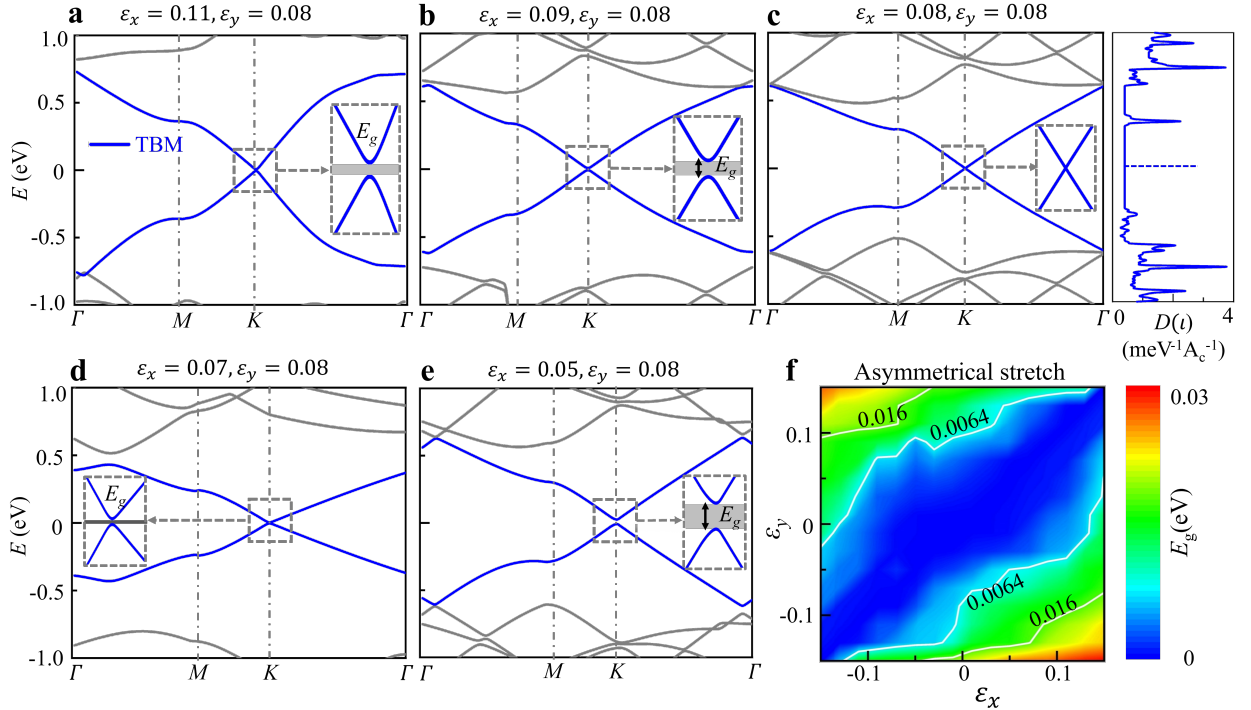 a
εx = 0.11, εy = 0.08
b
εx = 0.09, εy = 0.08
c
εx = 0.08, εy = 0.08
E (eV)
1.0
0.5
0
-0.5
-1.0
TBM
Eg
Eg
Γ M K Γ
Γ M K Γ
Γ M K Γ
0 4
D(ι)
(meV⁻¹Ac⁻¹)
d
εx = 0.07, εy = 0.08
e
εx = 0.05, εy = 0.08
f
Asymmetrical stretch
E (eV)
1.0
0.5
0
-0.5
-1.0
Eg
Eg
Γ M K Γ
Γ M K Γ
εy
0.1
0
-0.1
0.016
0.0064
0.0064
0.016
-0.1 0 0.1
εx
0.03
0
Eg(eV)